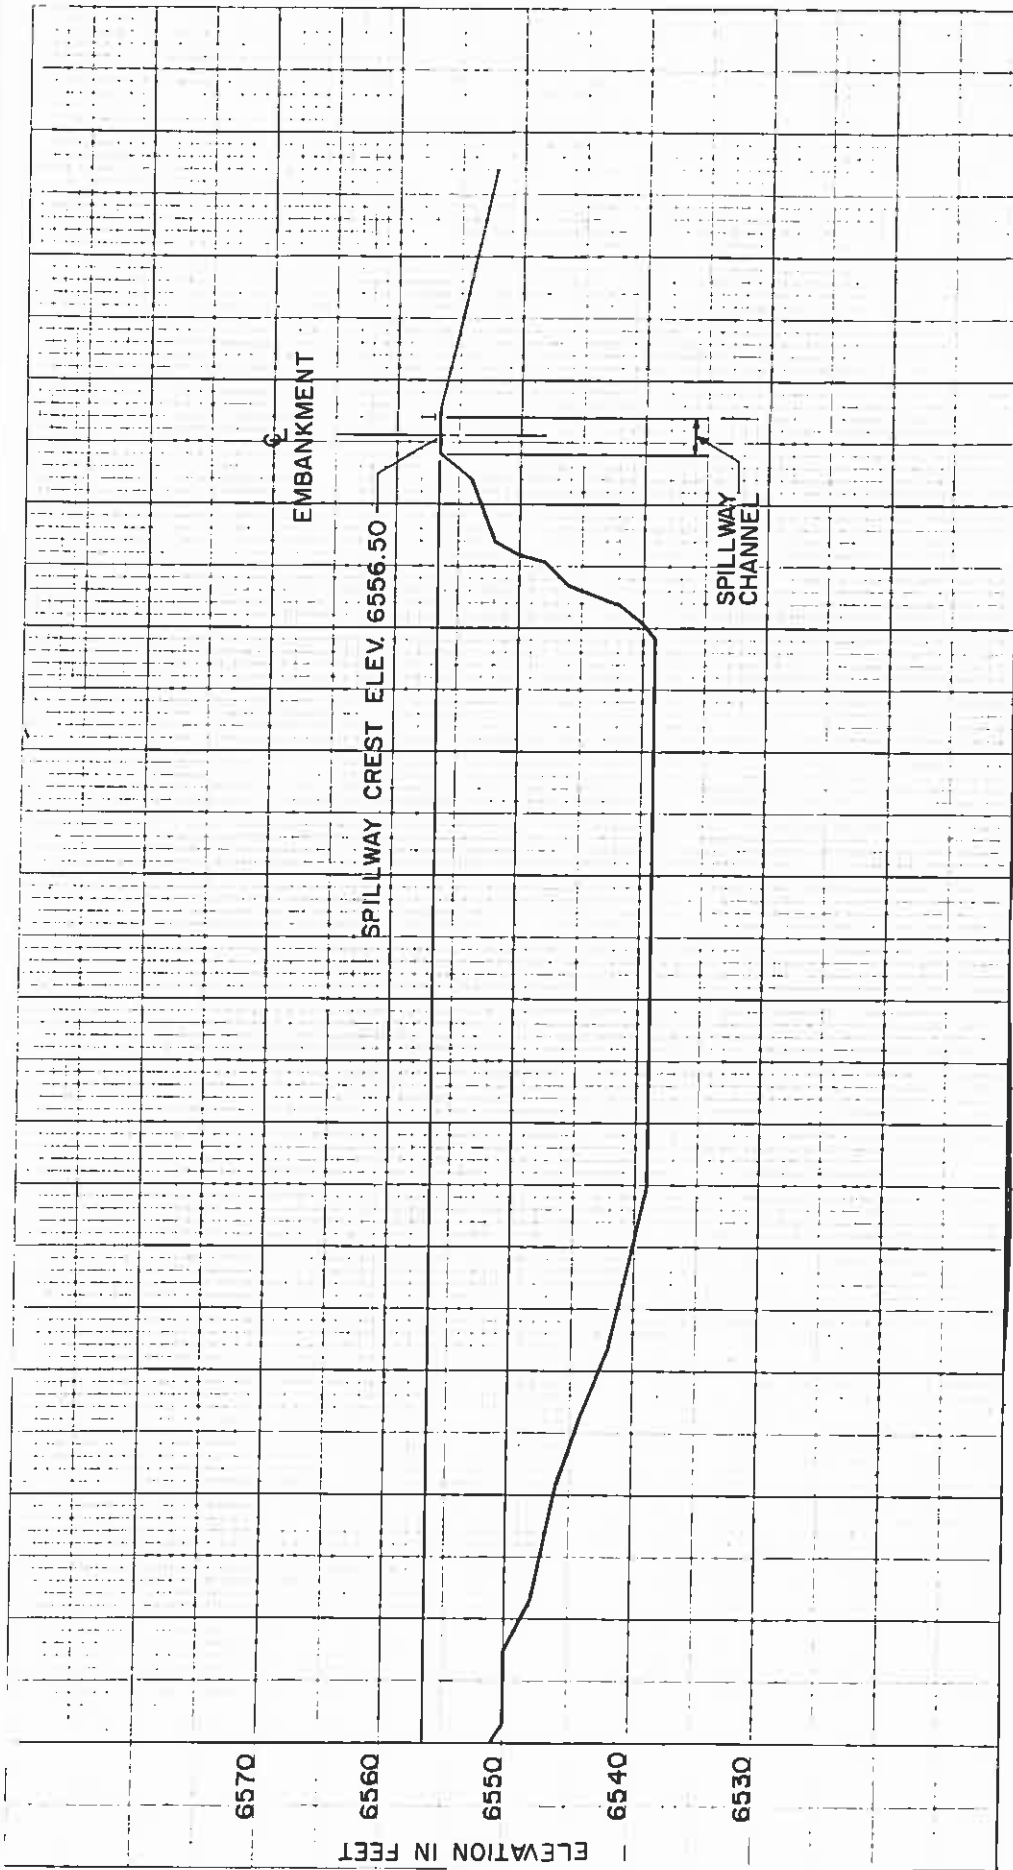 ℄
EMBANKMENT
SPILLWAY CREST ELEV. 6556.50
SPILLWAY
CHANNEL
6570
6560
6550
6540
6530
ELEVATION IN FEET